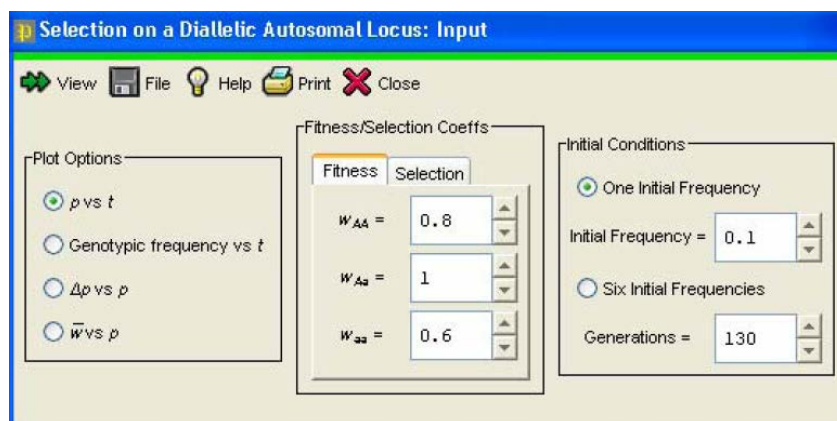 Selection on a Diallelic Autosomal Locus: Input
View File Help Print Close
Plot Options
p vs t
Genotypic frequency vs t
Δp vs p
w̄ vs p
Fitness/Selection Coeffs
Fitness Selection
wAA = 0.8
wAa = 1
waa = 0.6
Initial Conditions
One Initial Frequency
Initial Frequency = 0.1
Six Initial Frequencies
Generations = 130